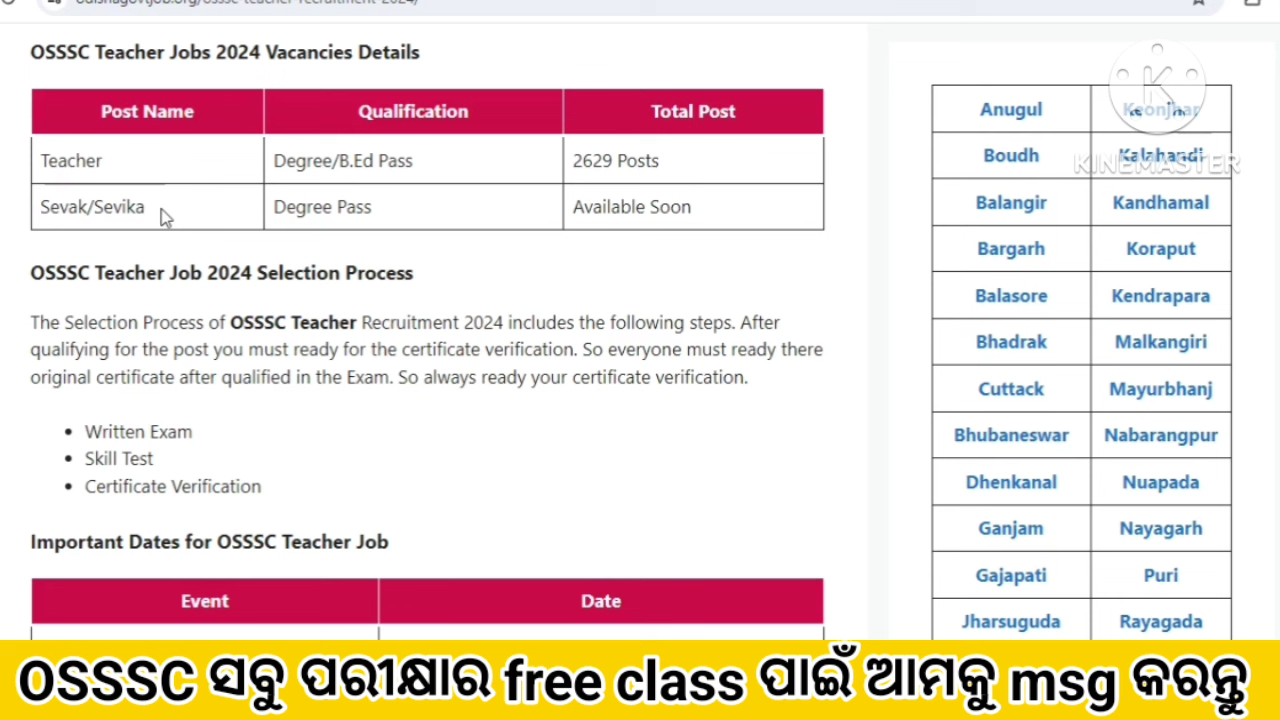 odishagovtjob.org/osssc-teacher-recruitment-2024/
OSSSC Teacher Jobs 2024 Vacancies Details
Post Name Qualification Total Post
Teacher Degree/B.Ed Pass 2629 Posts
Sevak/Sevika Degree Pass Available Soon
OSSSC Teacher Job 2024 Selection Process
The Selection Process of OSSSC Teacher Recruitment 2024 includes the following steps. After
qualifying for the post you must ready for the certificate verification. So everyone must ready there
original certificate after qualified in the Exam. So always ready your certificate verification.
Written Exam
Skill Test
Certificate Verification
Important Dates for OSSSC Teacher Job
Event Date
Anugul Keonjhar
Boudh Kalahandi
Balangir Kandhamal
Bargarh Koraput
Balasore Kendrapara
Bhadrak Malkangiri
Cuttack Mayurbhanj
Bhubaneswar Nabarangpur
Dhenkanal Nuapada
Ganjam Nayagarh
Gajapati Puri
Jharsuguda Rayagada
K
KINEMASTER
OSSSC ସବୁ ପରୀକ୍ଷାର free class ପାଇଁ ଆମକୁ msg କରନ୍ତୁ